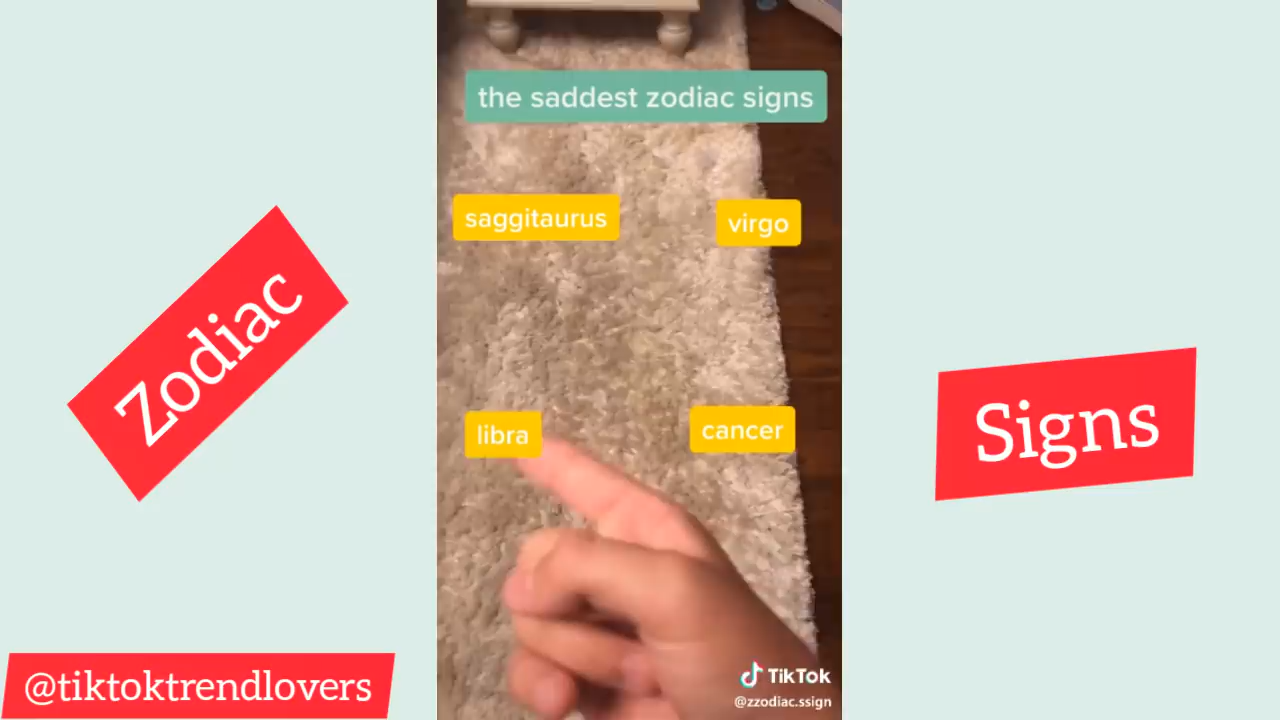 the saddest zodiac signs
saggitaurus
virgo
libra
cancer
Zodiac
Signs
@tiktoktrendlovers
TikTok
@zzodiac.ssign